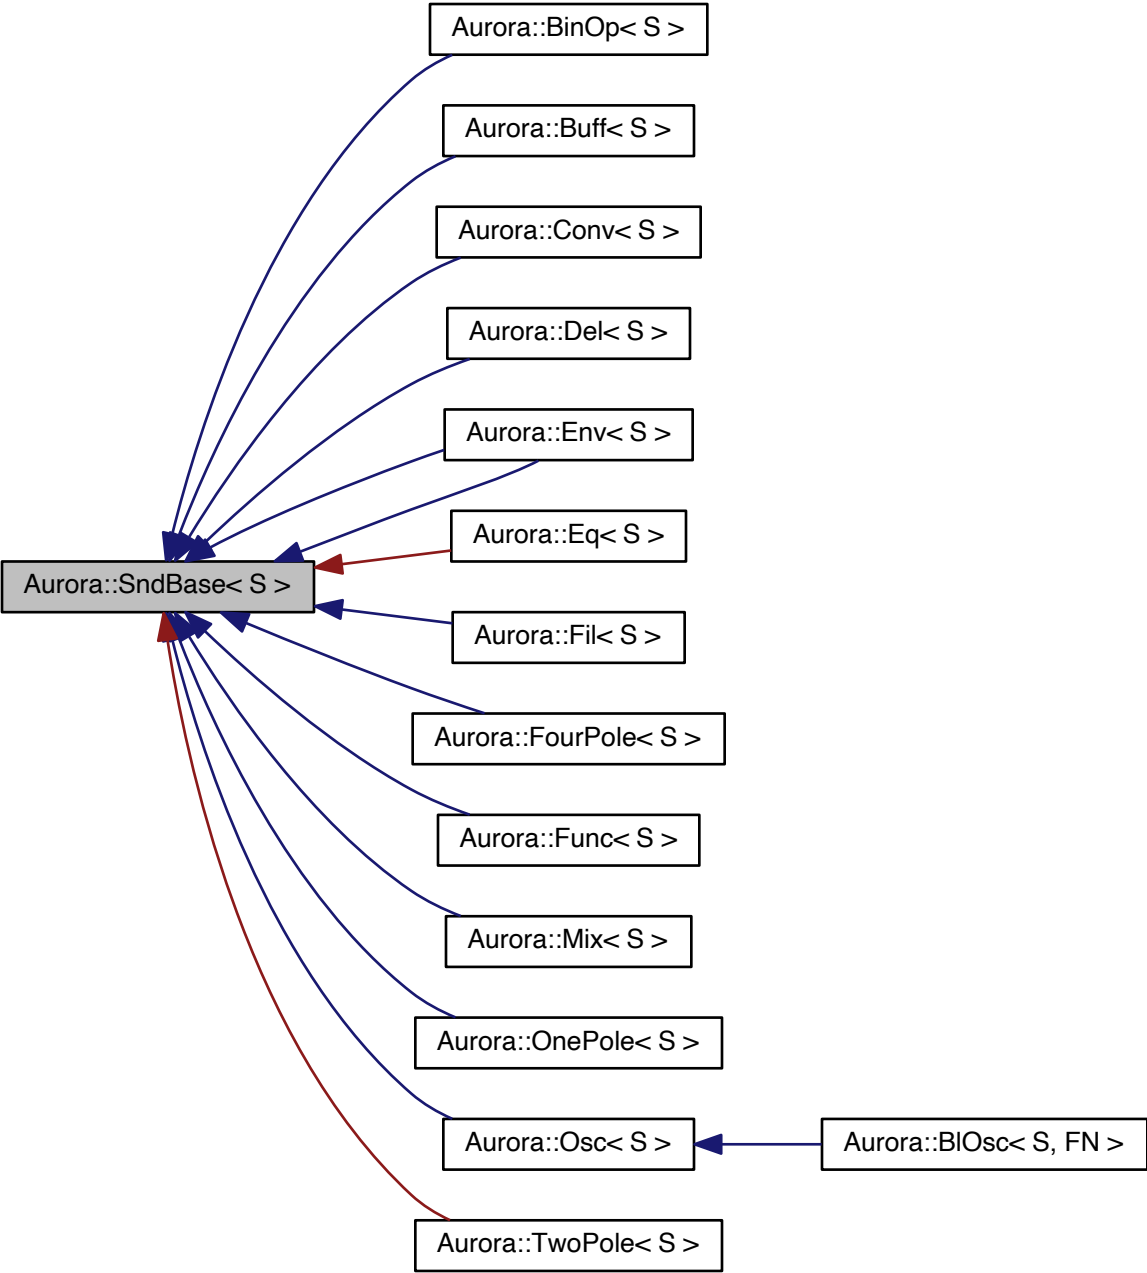 Aurora::BinOp< S >
Aurora::Buff< S >
Aurora::Conv< S >
Aurora::Del< S >
Aurora::Env< S >
Aurora::Eq< S >
Aurora::SndBase< S >
Aurora::Fil< S >
Aurora::FourPole< S >
Aurora::Func< S >
Aurora::Mix< S >
Aurora::OnePole< S >
Aurora::Osc< S >
Aurora::BlOsc< S, FN >
Aurora::TwoPole< S >